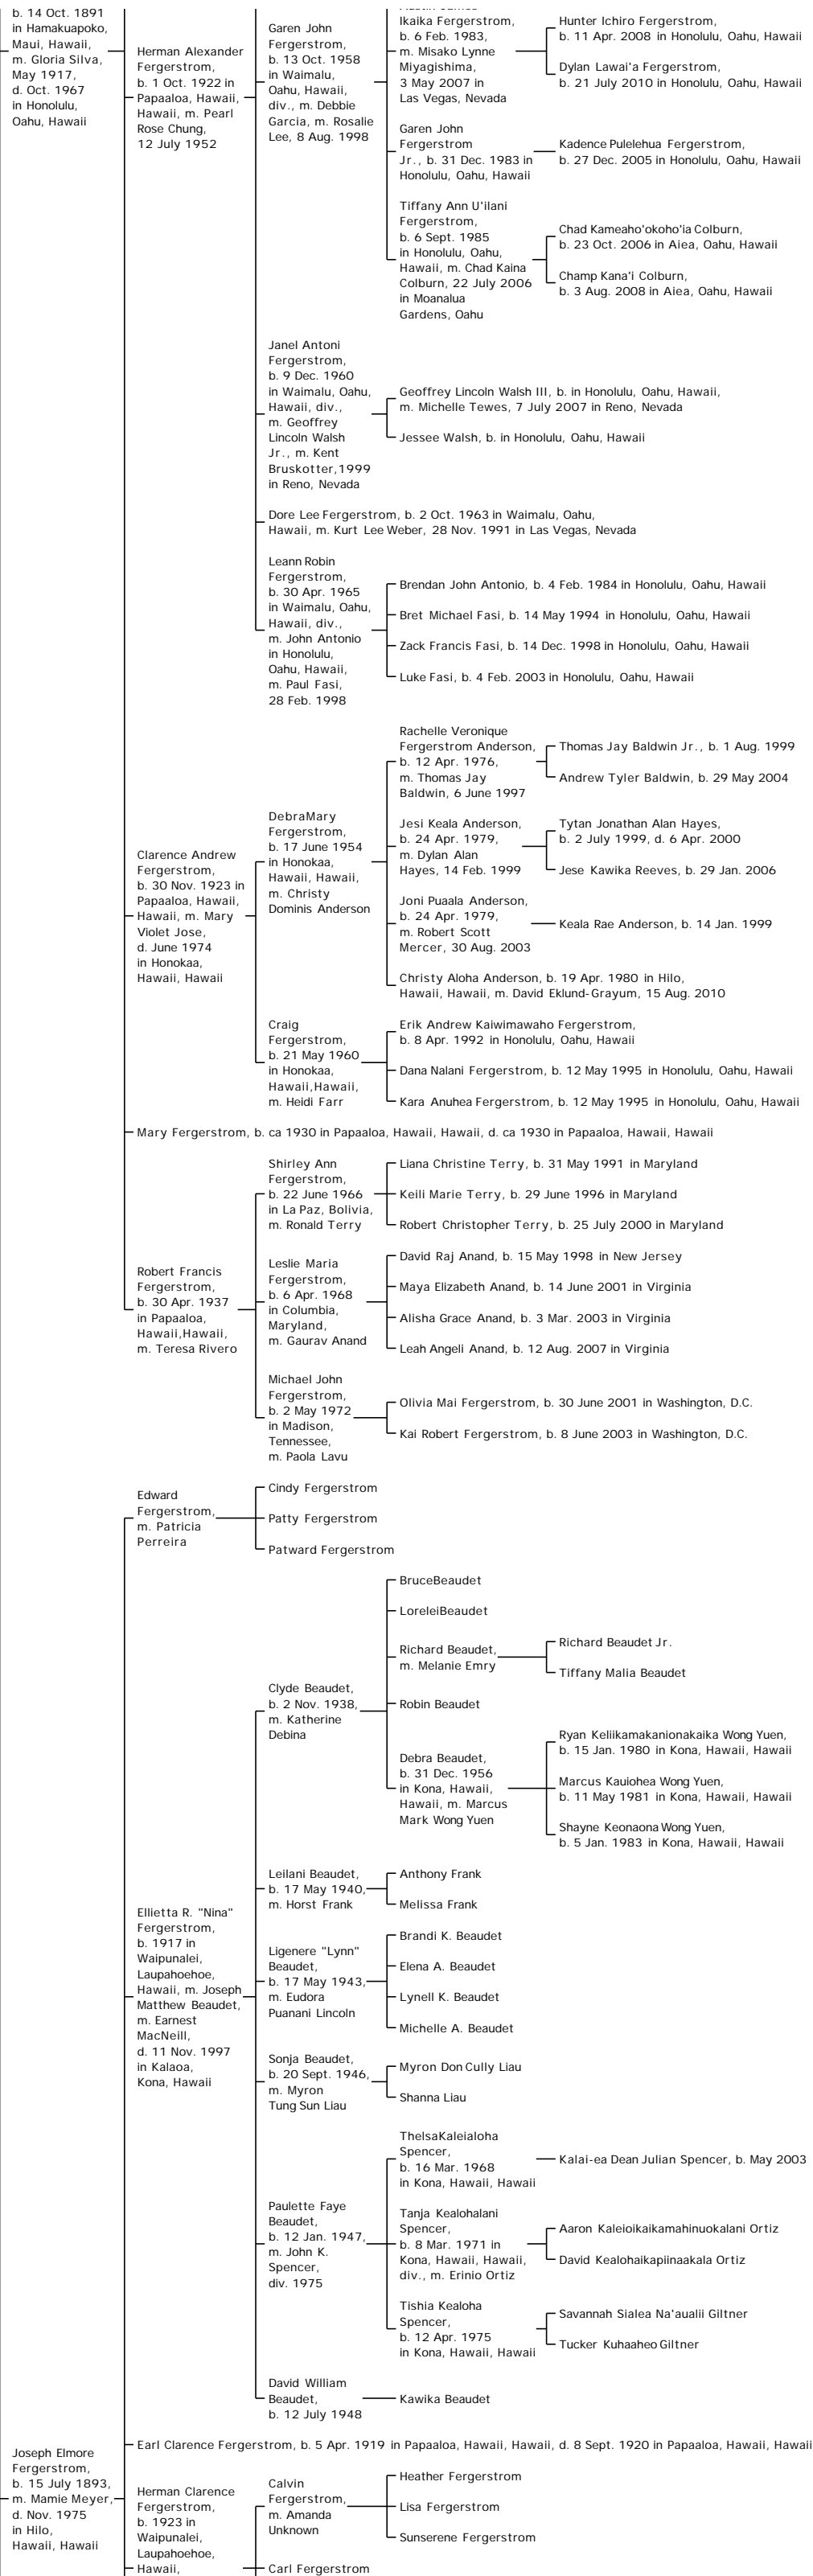 b. 14 Oct. 1891
in Hamakuapoko,
Maui, Hawaii,
m. Gloria Silva,
May 1917,
d. Oct. 1967
in Honolulu,
Oahu, Hawaii
Herman Alexander
Fergerstrom,
b. 1 Oct. 1922 in
Papaaloa, Hawaii,
Hawaii, m. Pearl
Rose Chung,
12 July 1952
Garen John
Fergerstrom,
b. 13 Oct. 1958
in Waimalu,
Oahu, Hawaii,
div., m. Debbie
Garcia, m. Rosalie
Lee, 8 Aug. 1998
Ikaika Fergerstrom,
b. 6 Feb. 1983,
m. Misako Lynne
Miyagishima,
3 May 2007 in
Las Vegas, Nevada
Hunter Ichiro Fergerstrom,
b. 11 Apr. 2008 in Honolulu, Oahu, Hawaii
Dylan Lawai'a Fergerstrom,
b. 21 July 2010 in Honolulu, Oahu, Hawaii
Garen John
Fergerstrom
Jr., b. 31 Dec. 1983 in
Honolulu, Oahu, Hawaii
Kadence Pulelehua Fergerstrom,
b. 27 Dec. 2005 in Honolulu, Oahu, Hawaii
Tiffany Ann U'ilani
Fergerstrom,
b. 6 Sept. 1985
in Honolulu, Oahu,
Hawaii, m. Chad Kaina
Colburn, 22 July 2006
in Moanalua
Gardens, Oahu
Chad Kameaho'okoho'ia Colburn,
b. 23 Oct. 2006 in Aiea, Oahu, Hawaii
Champ Kana'i Colburn,
b. 3 Aug. 2008 in Aiea, Oahu, Hawaii
Janel Antoni
Fergerstrom,
b. 9 Dec. 1960
in Waimalu, Oahu,
Hawaii, div.,
m. Geoffrey
Lincoln Walsh
Jr., m. Kent
Bruskotter,1999
in Reno, Nevada
Geoffrey Lincoln Walsh III, b. in Honolulu, Oahu, Hawaii,
m. Michelle Tewes, 7 July 2007 in Reno, Nevada
Jessee Walsh, b. in Honolulu, Oahu, Hawaii
Dore Lee Fergerstrom, b. 2 Oct. 1963 in Waimalu, Oahu,
Hawaii, m. Kurt Lee Weber, 28 Nov. 1991 in Las Vegas, Nevada
Leann Robin
Fergerstrom,
b. 30 Apr. 1965
in Waimalu, Oahu,
Hawaii, div.,
m. John Antonio
in Honolulu,
Oahu, Hawaii,
m. Paul Fasi,
28 Feb. 1998
Brendan John Antonio, b. 4 Feb. 1984 in Honolulu, Oahu, Hawaii
Bret Michael Fasi, b. 14 May 1994 in Honolulu, Oahu, Hawaii
Zack Francis Fasi, b. 14 Dec. 1998 in Honolulu, Oahu, Hawaii
Luke Fasi, b. 4 Feb. 2003 in Honolulu, Oahu, Hawaii
Clarence Andrew
Fergerstrom,
b. 30 Nov. 1923 in
Papaaloa, Hawaii,
Hawaii, m. Mary
Violet Jose,
d. June 1974
in Honokaa,
Hawaii, Hawaii
DebraMary
Fergerstrom,
b. 17 June 1954
in Honokaa,
Hawaii, Hawaii,
m. Christy
Dominis Anderson
Rachelle Veronique
Fergerstrom Anderson,
b. 12 Apr. 1976,
m. Thomas Jay
Baldwin, 6 June 1997
Thomas Jay Baldwin Jr., b. 1 Aug. 1999
Andrew Tyler Baldwin, b. 29 May 2004
Jesi Keala Anderson,
b. 24 Apr. 1979,
m. Dylan Alan
Hayes, 14 Feb. 1999
Tytan Jonathan Alan Hayes,
b. 2 July 1999, d. 6 Apr. 2000
Jese Kawika Reeves, b. 29 Jan. 2006
Joni Puaala Anderson,
b. 24 Apr. 1979,
m. Robert Scott
Mercer, 30 Aug. 2003
Keala Rae Anderson, b. 14 Jan. 1999
Christy Aloha Anderson, b. 19 Apr. 1980 in Hilo,
Hawaii, Hawaii, m. David Eklund-Grayum, 15 Aug. 2010
Craig
Fergerstrom,
b. 21 May 1960
in Honokaa,
Hawaii,Hawaii,
m. Heidi Farr
Erik Andrew Kaiwimawaho Fergerstrom,
b. 8 Apr. 1992 in Honolulu, Oahu, Hawaii
Dana Nalani Fergerstrom, b. 12 May 1995 in Honolulu, Oahu, Hawaii
Kara Anuhea Fergerstrom, b. 12 May 1995 in Honolulu, Oahu, Hawaii
Mary Fergerstrom, b. ca 1930 in Papaaloa, Hawaii, Hawaii, d. ca 1930 in Papaaloa, Hawaii, Hawaii
Robert Francis
Fergerstrom,
b. 30 Apr. 1937
in Papaaloa,
Hawaii,Hawaii,
m. Teresa Rivero
Shirley Ann
Fergerstrom,
b. 22 June 1966
in La Paz, Bolivia,
m. Ronald Terry
Liana Christine Terry, b. 31 May 1991 in Maryland
Keili Marie Terry, b. 29 June 1996 in Maryland
Robert Christopher Terry, b. 25 July 2000 in Maryland
Leslie Maria
Fergerstrom,
b. 6 Apr. 1968
in Columbia,
Maryland,
m. Gaurav Anand
David Raj Anand, b. 15 May 1998 in New Jersey
Maya Elizabeth Anand, b. 14 June 2001 in Virginia
Alisha Grace Anand, b. 3 Mar. 2003 in Virginia
Leah Angeli Anand, b. 12 Aug. 2007 in Virginia
Michael John
Fergerstrom,
b. 2 May 1972
in Madison,
Tennessee,
m. Paola Lavu
Olivia Mai Fergerstrom, b. 30 June 2001 in Washington, D.C.
Kai Robert Fergerstrom, b. 8 June 2003 in Washington, D.C.
Edward
Fergerstrom,
m. Patricia
Perreira
Cindy Fergerstrom
Patty Fergerstrom
Patward Fergerstrom
Ellietta R. "Nina"
Fergerstrom,
b. 1917 in
Waipunalei,
Laupahoehoe,
Hawaii, m. Joseph
Matthew Beaudet,
m. Earnest
MacNeill,
d. 11 Nov. 1997
in Kalaoa,
Kona, Hawaii
Clyde Beaudet,
b. 2 Nov. 1938,
m. Katherine
Debina
BruceBeaudet
LoreleiBeaudet
Richard Beaudet,
m. Melanie Emry
Richard Beaudet Jr.
Tiffany Malia Beaudet
Robin Beaudet
Debra Beaudet,
b. 31 Dec. 1956
in Kona, Hawaii,
Hawaii, m. Marcus
Mark Wong Yuen
Ryan Keliikamakanionakaika Wong Yuen,
b. 15 Jan. 1980 in Kona, Hawaii, Hawaii
Marcus Kauiohea Wong Yuen,
b. 11 May 1981 in Kona, Hawaii, Hawaii
Shayne Keonaona Wong Yuen,
b. 5 Jan. 1983 in Kona, Hawaii, Hawaii
Leilani Beaudet,
b. 17 May 1940,
m. Horst Frank
Anthony Frank
Melissa Frank
Ligenere "Lynn"
Beaudet,
b. 17 May 1943,
m. Eudora
Puanani Lincoln
Brandi K. Beaudet
Elena A. Beaudet
Lynell K. Beaudet
Michelle A. Beaudet
Sonja Beaudet,
b. 20 Sept. 1946,
m. Myron
Tung Sun Liau
Myron Don Cully Liau
Shanna Liau
Paulette Faye
Beaudet,
b. 12 Jan. 1947,
m. John K.
Spencer,
div. 1975
ThelsaKaleialoha
Spencer,
b. 16 Mar. 1968
in Kona, Hawaii, Hawaii
Kalai-ea Dean Julian Spencer, b. May 2003
Tanja Kealohalani
Spencer,
b. 8 Mar. 1971 in
Kona, Hawaii, Hawaii,
div., m. Erinio Ortiz
Aaron Kaleioikaikamahinuokalani Ortiz
David Kealohaikapiinaakala Ortiz
Tishia Kealoha
Spencer,
b. 12 Apr. 1975
in Kona, Hawaii, Hawaii
Savannah Sialea Na'aualii Giltner
Tucker Kuhaaheo Giltner
David William
Beaudet,
b. 12 July 1948
Kawika Beaudet
Earl Clarence Fergerstrom, b. 5 Apr. 1919 in Papaaloa, Hawaii, Hawaii, d. 8 Sept. 1920 in Papaaloa, Hawaii, Hawaii
Joseph Elmore
Fergerstrom,
b. 15 July 1893,
m. Mamie Meyer,
d. Nov. 1975
in Hilo,
Hawaii, Hawaii
Herman Clarence
Fergerstrom,
b. 1923 in
Waipunalei,
Laupahoehoe,
Hawaii,
Calvin
Fergerstrom,
m. Amanda
Unknown
Heather Fergerstrom
Lisa Fergerstrom
Sunserene Fergerstrom
Carl Fergerstrom